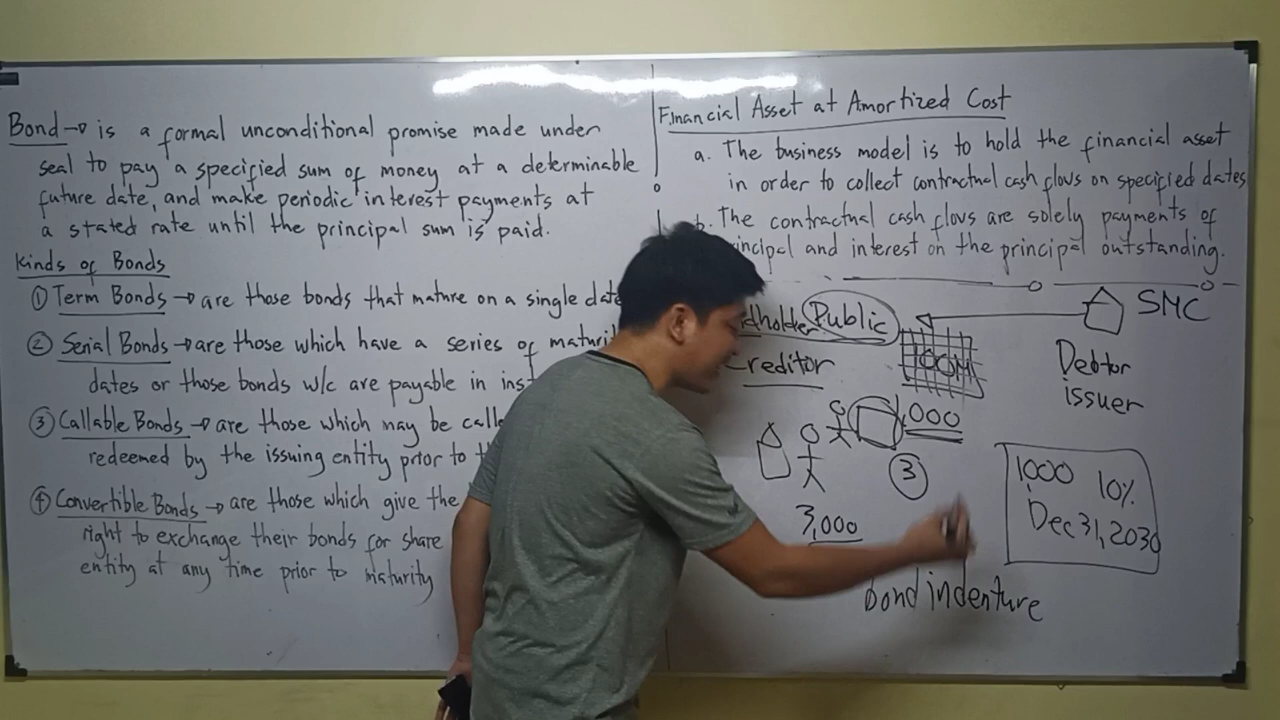 Bond → is a formal unconditional promise made under
seal to pay a specified sum of money at a determinable
future date, and make periodic interest payments at
a stated rate until the principal sum is paid.
Kinds of Bonds
① Term Bonds → are those bonds that mature on a single
② Serial Bonds → are those which have a series of
dates or those bonds w/c are payable in
③ Callable Bonds → are those which may be
redeemed by the issuing entity prior to
④ Convertible Bonds → are those which give the
right to exchange their bonds for share
entity at any time prior to maturity
Financial Asset at Amortized Cost
a. The business model is to hold the financial asset
in order to collect contractual cash flows on specified dates
b. The contractual cash flows are solely payments of
and interest on the principal outstanding.
Public
SMC
100M
Debtor
issuer
1,000
③
3,000
1000 10%
Dec 31, 2030
bond indenture